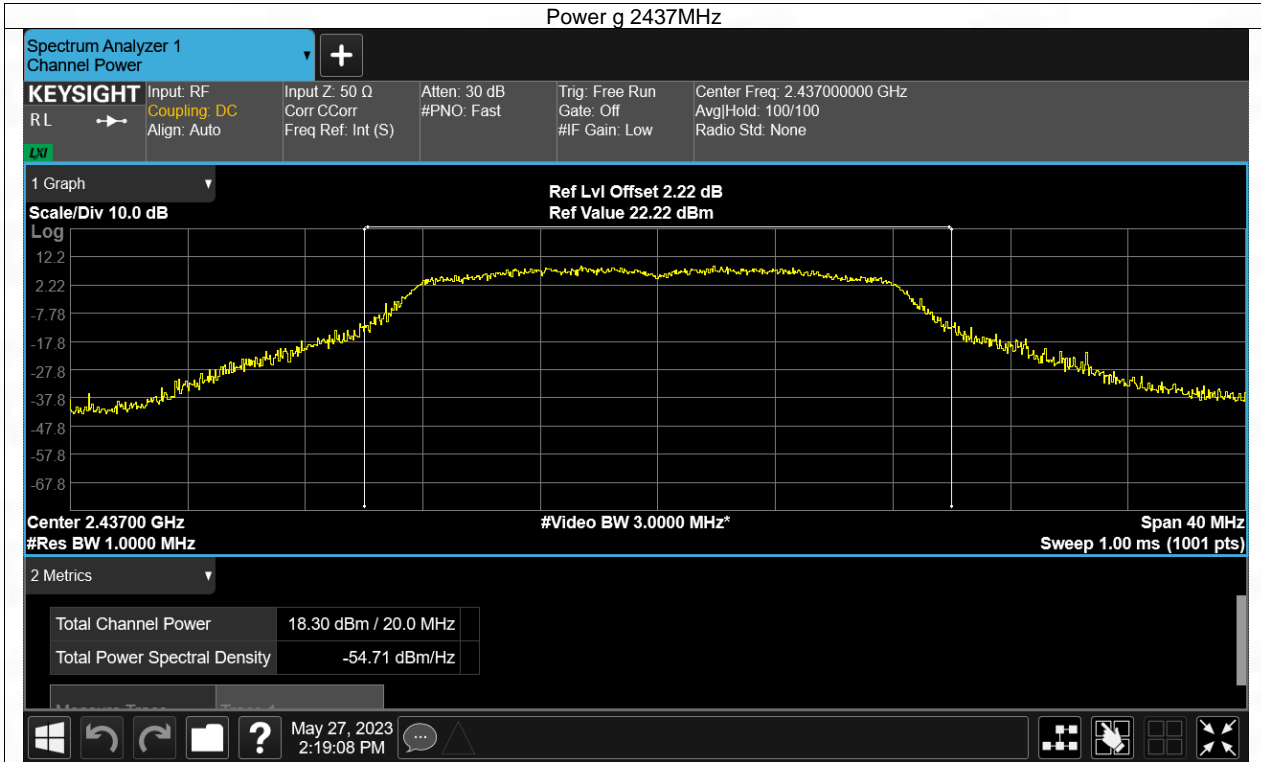 Power g 2437MHz
Spectrum Analyzer 1
Channel Power
KEYSIGHT
R L
LXI
Input: RF
Coupling: DC
Align: Auto
Input Z: 50 Ω
Corr CCorr
Freq Ref: Int (S)
Atten: 30 dB
#PNO: Fast
Trig: Free Run
Gate: Off
#IF Gain: Low
Center Freq: 2.437000000 GHz
Avg|Hold: 100/100
Radio Std: None
1 Graph
Scale/Div 10.0 dB
Ref Lvl Offset 2.22 dB
Ref Value 22.22 dBm
Log
12.2
2.22
-7.78
-17.8
-27.8
-37.8
-47.8
-57.8
-67.8
Center 2.43700 GHz
#Video BW 3.0000 MHz*
Span 40 MHz
#Res BW 1.0000 MHz
Sweep 1.00 ms (1001 pts)
2 Metrics
Total Channel Power 18.30 dBm / 20.0 MHz
Total Power Spectral Density -54.71 dBm/Hz
Measure Trace Trace 1
?
May 27, 2023
2:19:08 PM